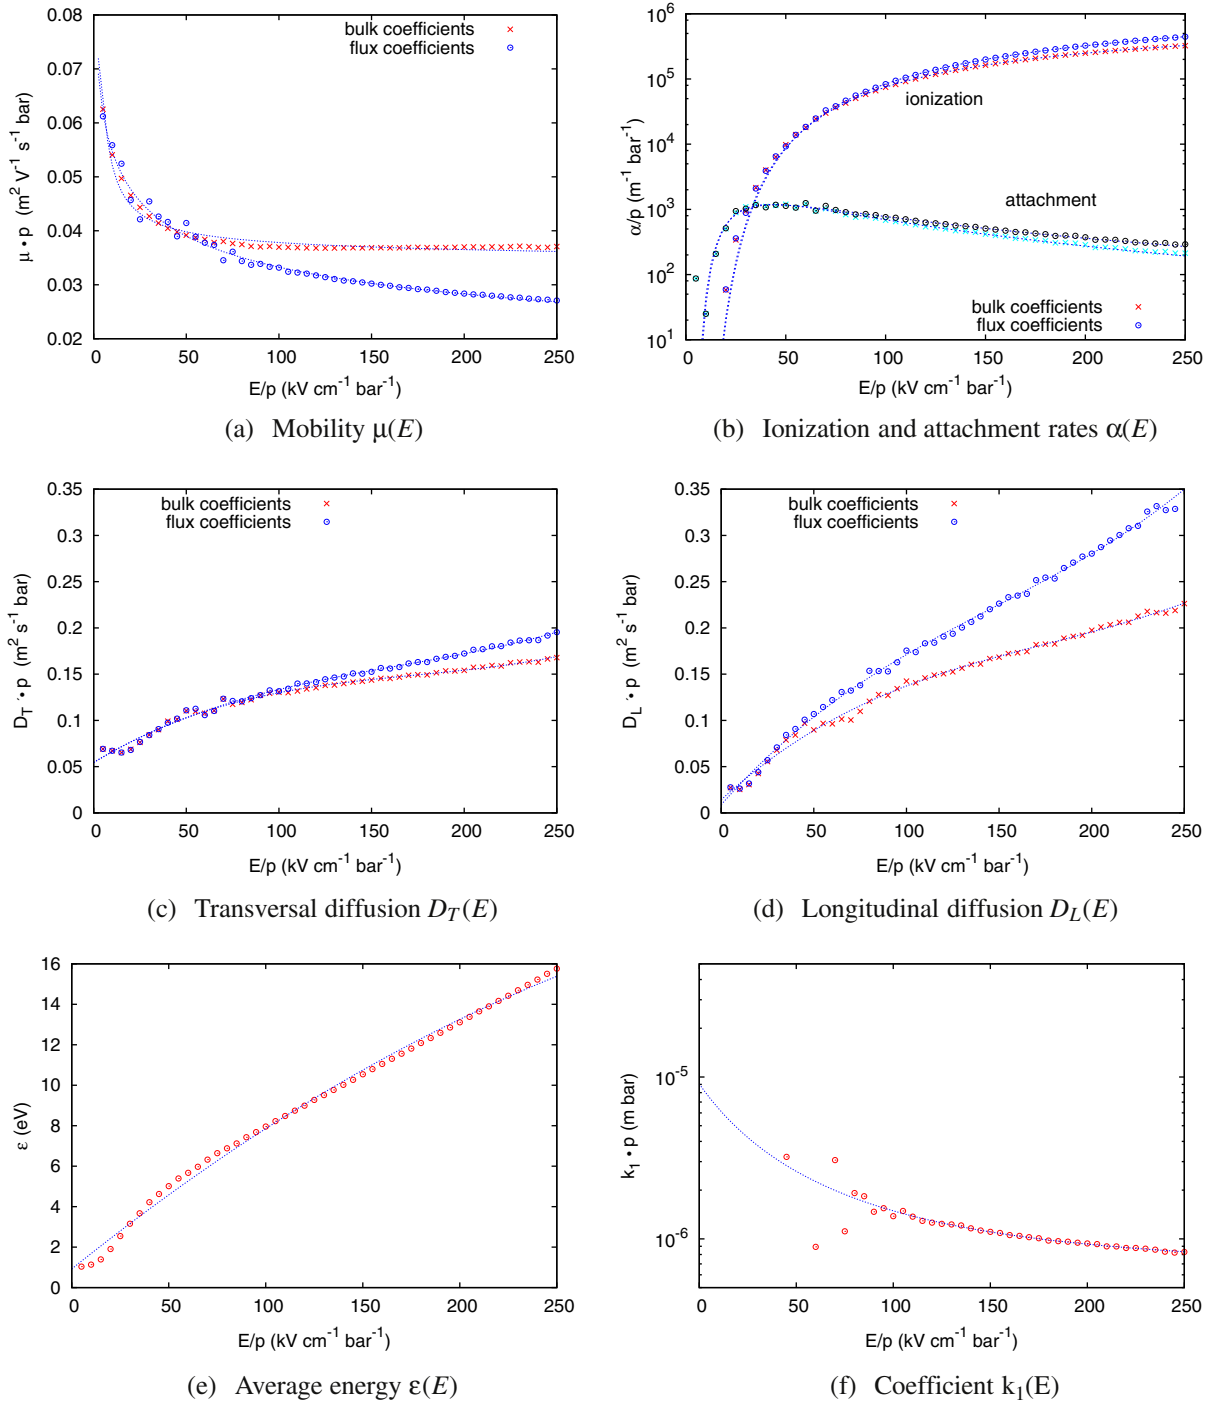 0.08
0.07
0.06
0.05
0.04
0.03
0.02
μ • p (m² V⁻¹ s⁻¹ bar)
bulk coefficients
flux coefficients
0 50 100 150 200 250
E/p (kV cm⁻¹ bar⁻¹)
(a) Mobility μ(E)
10⁶
10⁵
10⁴
10³
10²
10¹
α/p (m⁻¹ bar⁻¹)
ionization
attachment
bulk coefficients
flux coefficients
0 50 100 150 200 250
E/p (kV cm⁻¹ bar⁻¹)
(b) Ionization and attachment rates α(E)
0.35
0.3
0.25
0.2
0.15
0.1
0.05
0
D_T • p (m² s⁻¹ bar)
bulk coefficients
flux coefficients
0 50 100 150 200 250
E/p (kV cm⁻¹ bar⁻¹)
(c) Transversal diffusion D_T(E)
0.35
0.3
0.25
0.2
0.15
0.1
0.05
0
D_L • p (m² s⁻¹ bar)
bulk coefficients
flux coefficients
0 50 100 150 200 250
E/p (kV cm⁻¹ bar⁻¹)
(d) Longitudinal diffusion D_L(E)
16
14
12
10
8
6
4
2
0
ε (eV)
0 50 100 150 200 250
E/p (kV cm⁻¹ bar⁻¹)
(e) Average energy ε(E)
10⁻⁵
10⁻⁶
k₁ • p (m bar)
0 50 100 150 200 250
E/p (kV cm⁻¹ bar⁻¹)
(f) Coefficient k₁(E)